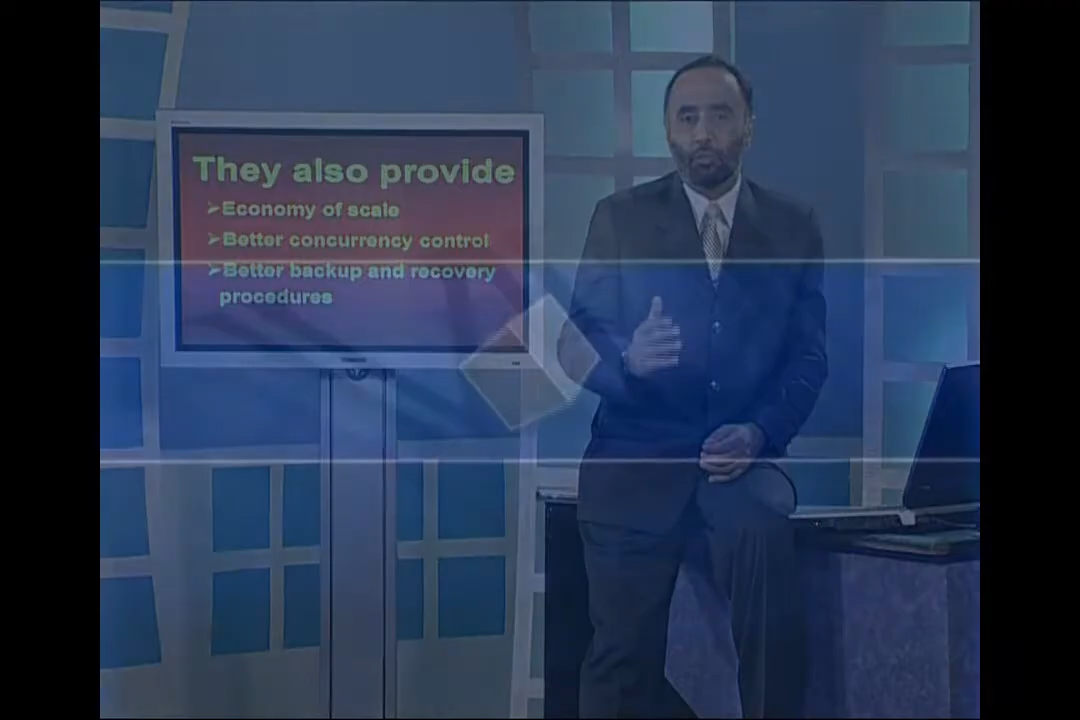 They also provide
➢Economy of scale
➢Better concurrency control
➢Better backup and recovery
procedures